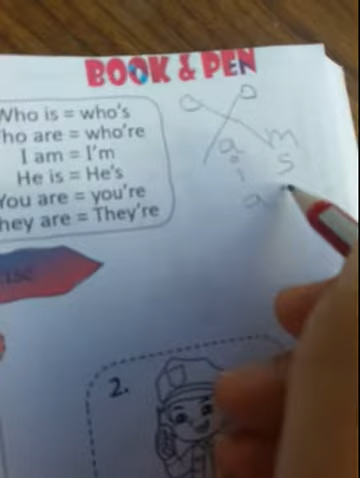 BOOK & PEN
Who is = who's
ho are = who're
I am = I'm
He is = He's
You are = you're
hey are = They're
a m
i s
a
2.